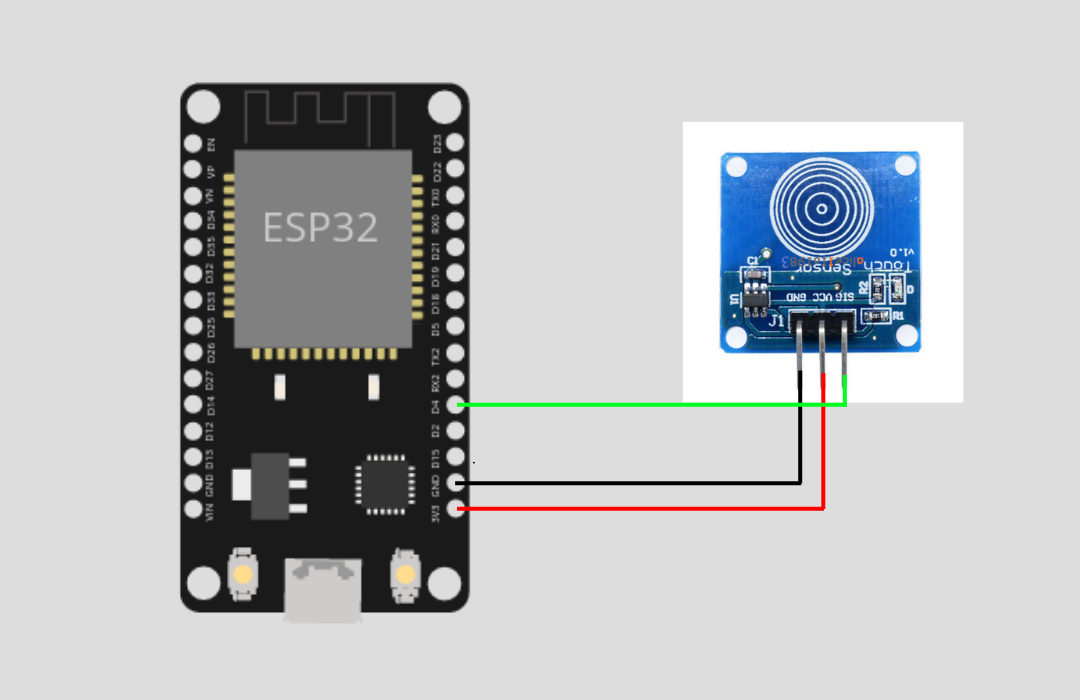 ESP32
EN
VP
VN
D34
D35
D32
D33
D25
D26
D27
D14
D12
D13
GND
VIN
D23
D22
TX0
RX0
D21
D19
D18
D5
TX2
RX2
D4
D2
D15
GND
3V3
v1.0
Touch
Sensor
C1
U1
GND VCC SIG
R2
D
J1
R1